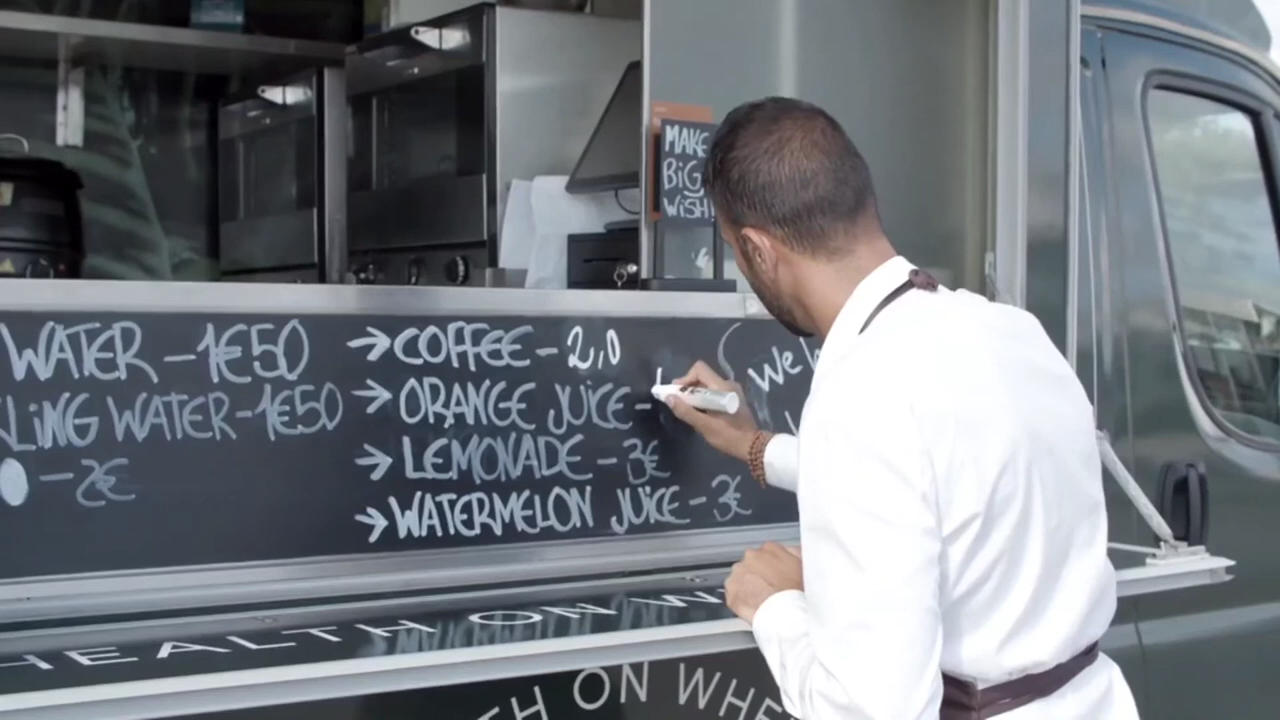 MAKE
BiG
WiSH!
WATER – 1€50
LiNG WATER – 1€50
– 2€
→ COFFEE – 2,0
→ ORANGE JUiCE –
→ LEMONADE – 3€
→ WATERMELON JUiCE – 3€
We
HEALTH ON W
TH ON WHE